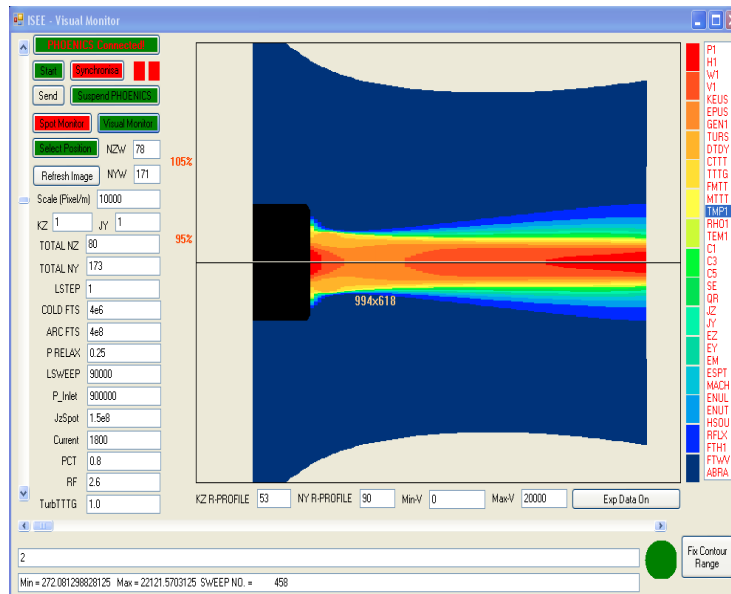 ISEE - Visual Monitor
PHOENICS Connected
Start Synchronisa
Send Suspend PHOENICS
Spot Monitor Visual Monitor
Select Position NZW 78
Refresh Image NYW 171
Scale (Pixel/m) 10000
KZ 1 JY 1
TOTAL NZ 80
TOTAL NY 173
LSTEP 1
COLD FTS 4e6
ARC FTS 4e8
P RELAX 0.25
LSWEEP 90000
P_Inlet 900000
JzSpot 1.5e8
Current 1800
PCT 0.8
RF 2.6
TurbTTTG 1.0
105%
95%
994x618
P1
H1
W1
V1
KEUS
EPUS
GEN1
TURS
DTDY
CTTT
TTTG
FMTT
MTTT
TMP1
RHO1
TEM1
C1
C3
C5
SE
QR
JZ
JY
EZ
EY
EM
ESPT
MACH
ENUL
ENUT
HSOU
RFLX
FTH1
FTWV
ABRA
KZ R-PROFILE 53 NY R-PROFILE 90 Min-V 0 Max-V 20000 Exp Data On
2
Fix Contour
Range
Min = 272.081298828125 Max = 22121.5703125 SWEEP NO. = 458